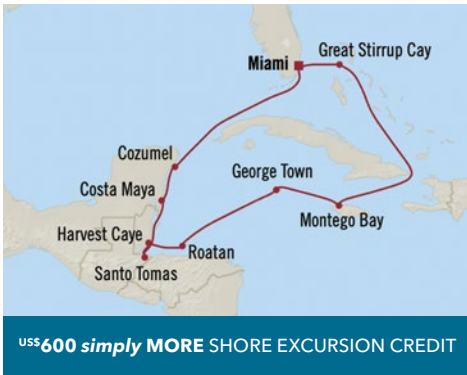 Great Stirrup Cay
Miami
Cozumel
George Town
Costa Maya
Montego Bay
Harvest Caye
Roatan
Santo Tomas
US$600 simply MORE SHORE EXCURSION CREDIT